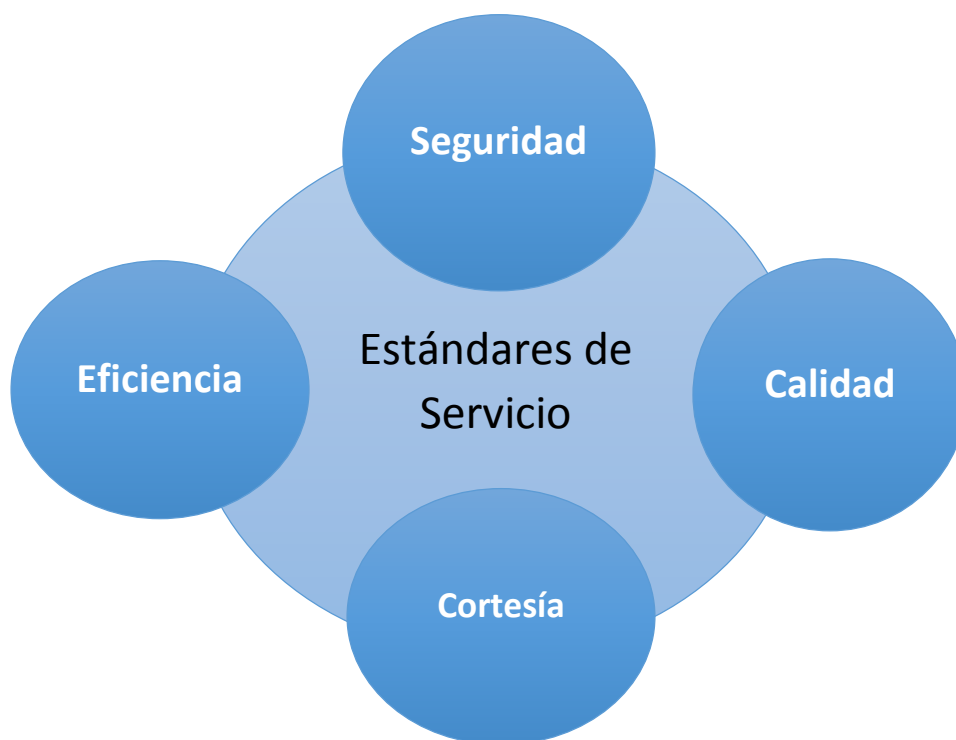 Seguridad
Eficiencia
Estándares de
Servicio
Calidad
Cortesía